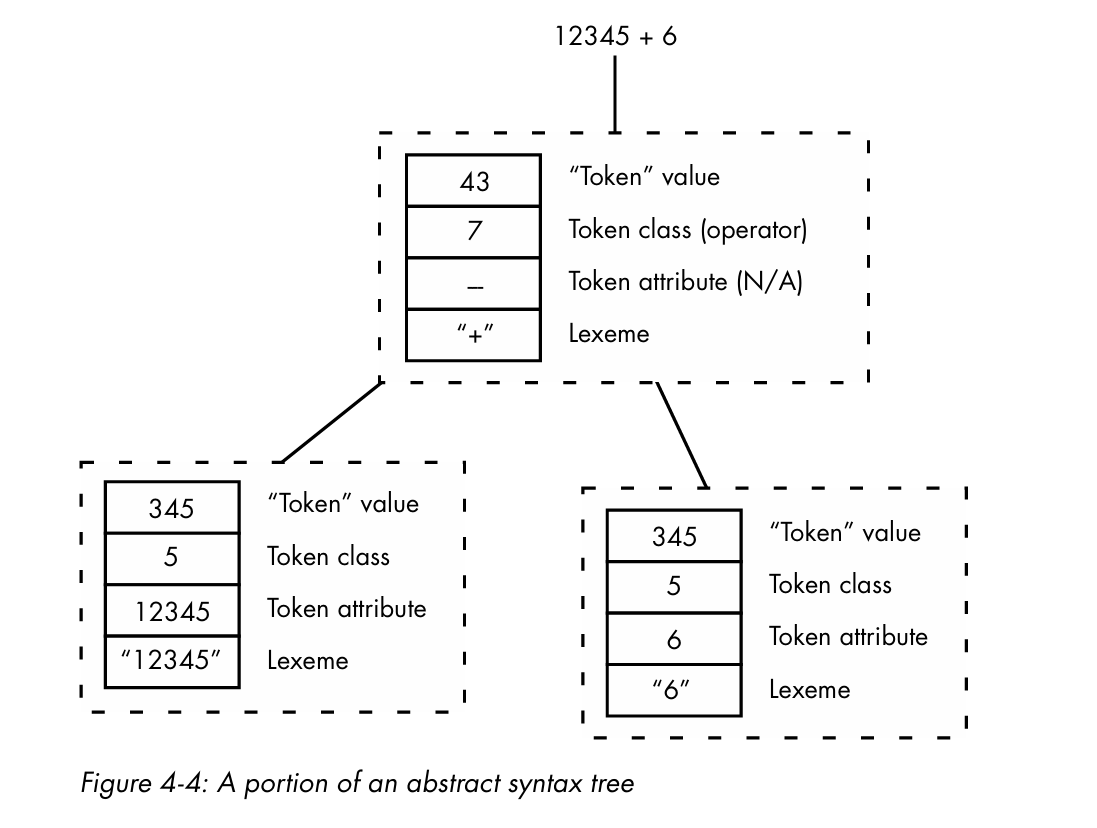 12345 + 6
43 “Token” value
7 Token class (operator)
– Token attribute (N/A)
“+” Lexeme
345 “Token” value
5 Token class
12345 Token attribute
“12345” Lexeme
345 “Token” value
5 Token class
6 Token attribute
“6” Lexeme
Figure 4-4: A portion of an abstract syntax tree